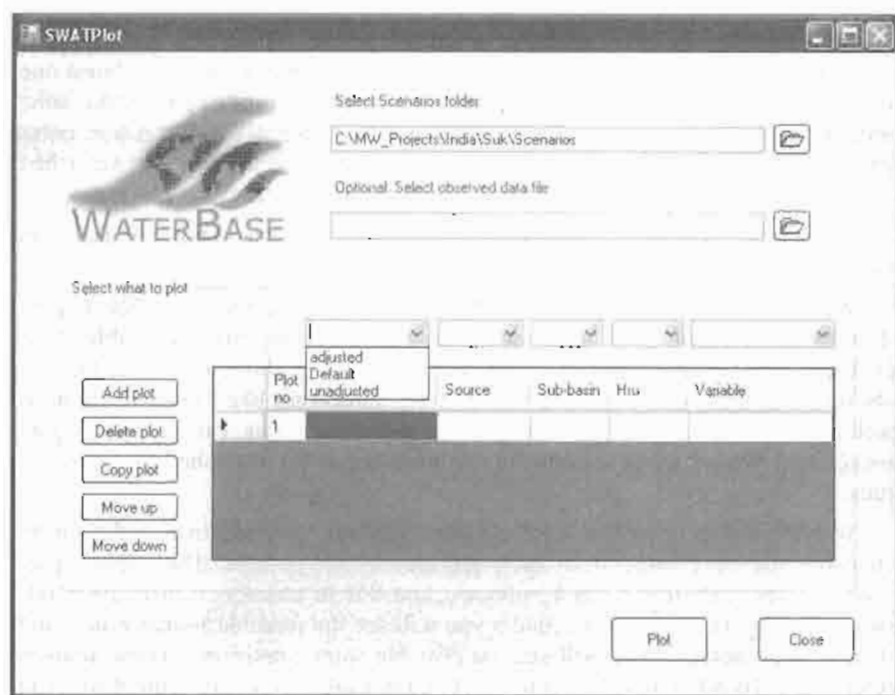 SWATPlot
Select Scenarios folder
C:\MW_Projects\India\Suk\Scenarios
Optional: Select observed data file
WATERBASE
Select what to plot
adjusted
Default
unadjusted
Plot no
Source
Sub-basin
Hru
Variable
1
Add plot
Delete plot
Copy plot
Move up
Move down
Plot
Close